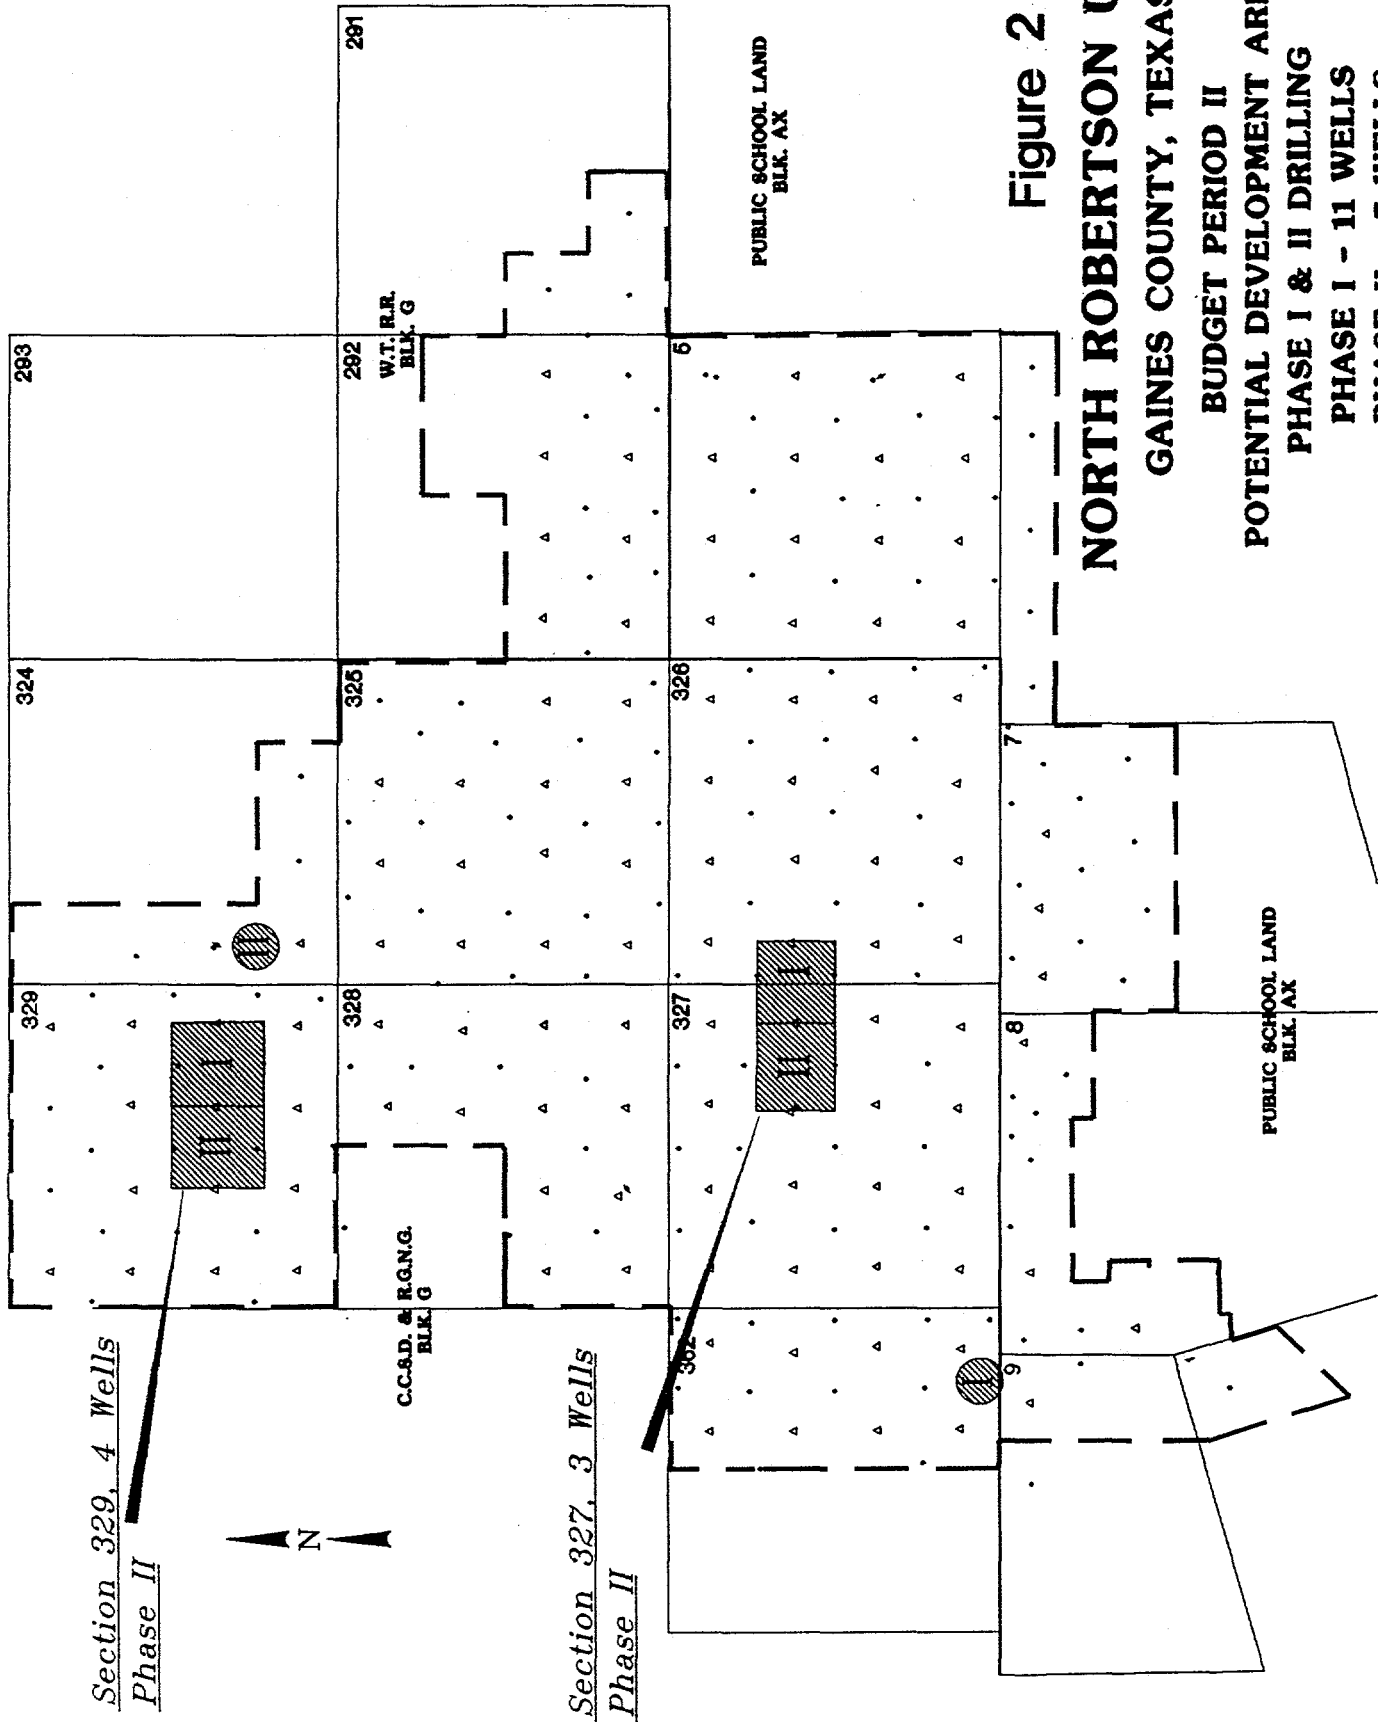 Section 329, 4 Wells
Phase II
Section 327, 3 Wells
Phase II
N
329
324
293
II
I
II
328
325
292
291
W.T. R.R.
BLK. G
C.C.S.D. & R.G.N.G.
BLK. G
362
327
326
6
II
I
I
9
8
7
PUBLIC SCHOOL LAND
BLK. AX
PUBLIC SCHOOL LAND
BLK. AX
Figure 2
NORTH ROBERTSON
GAINES COUNTY, TEXAS
BUDGET PERIOD II
POTENTIAL DEVELOPMENT
PHASE I & II DRILLING
PHASE I - 11 WELLS